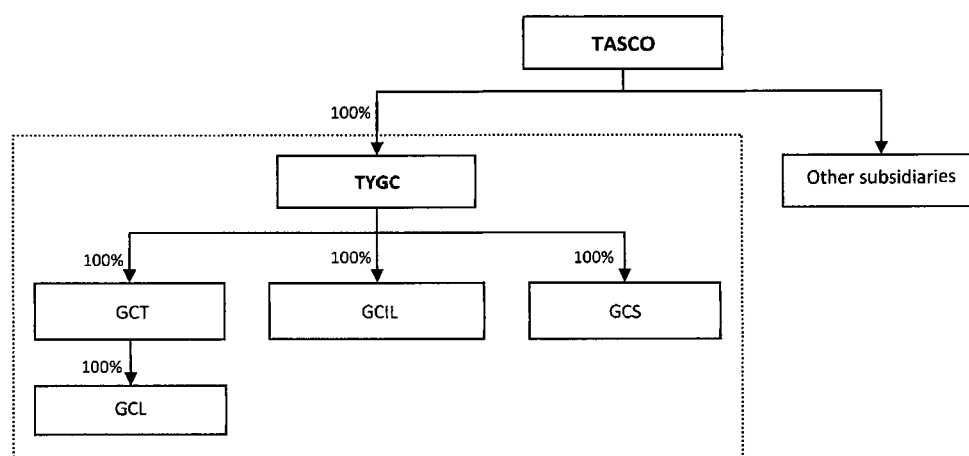 TASCO
100%
TYGC
Other subsidiaries
100%
100%
100%
GCT
GCIL
GCS
100%
GCL